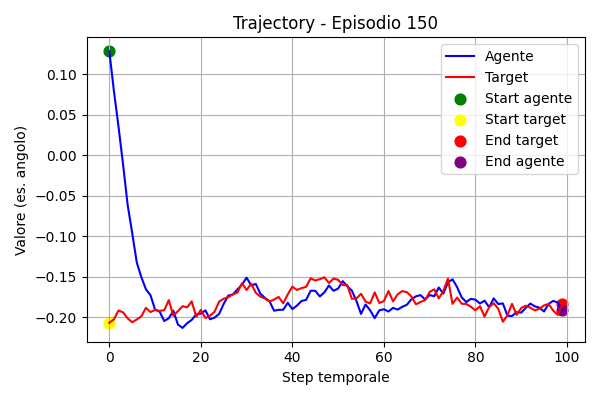 Trajectory - Episodio 150
Agente
Target
Start agente
Start target
End target
End agente
Valore (es. angolo)
0.10
0.05
0.00
−0.05
−0.10
−0.15
−0.20
0 20 40 60 80 100
Step temporale